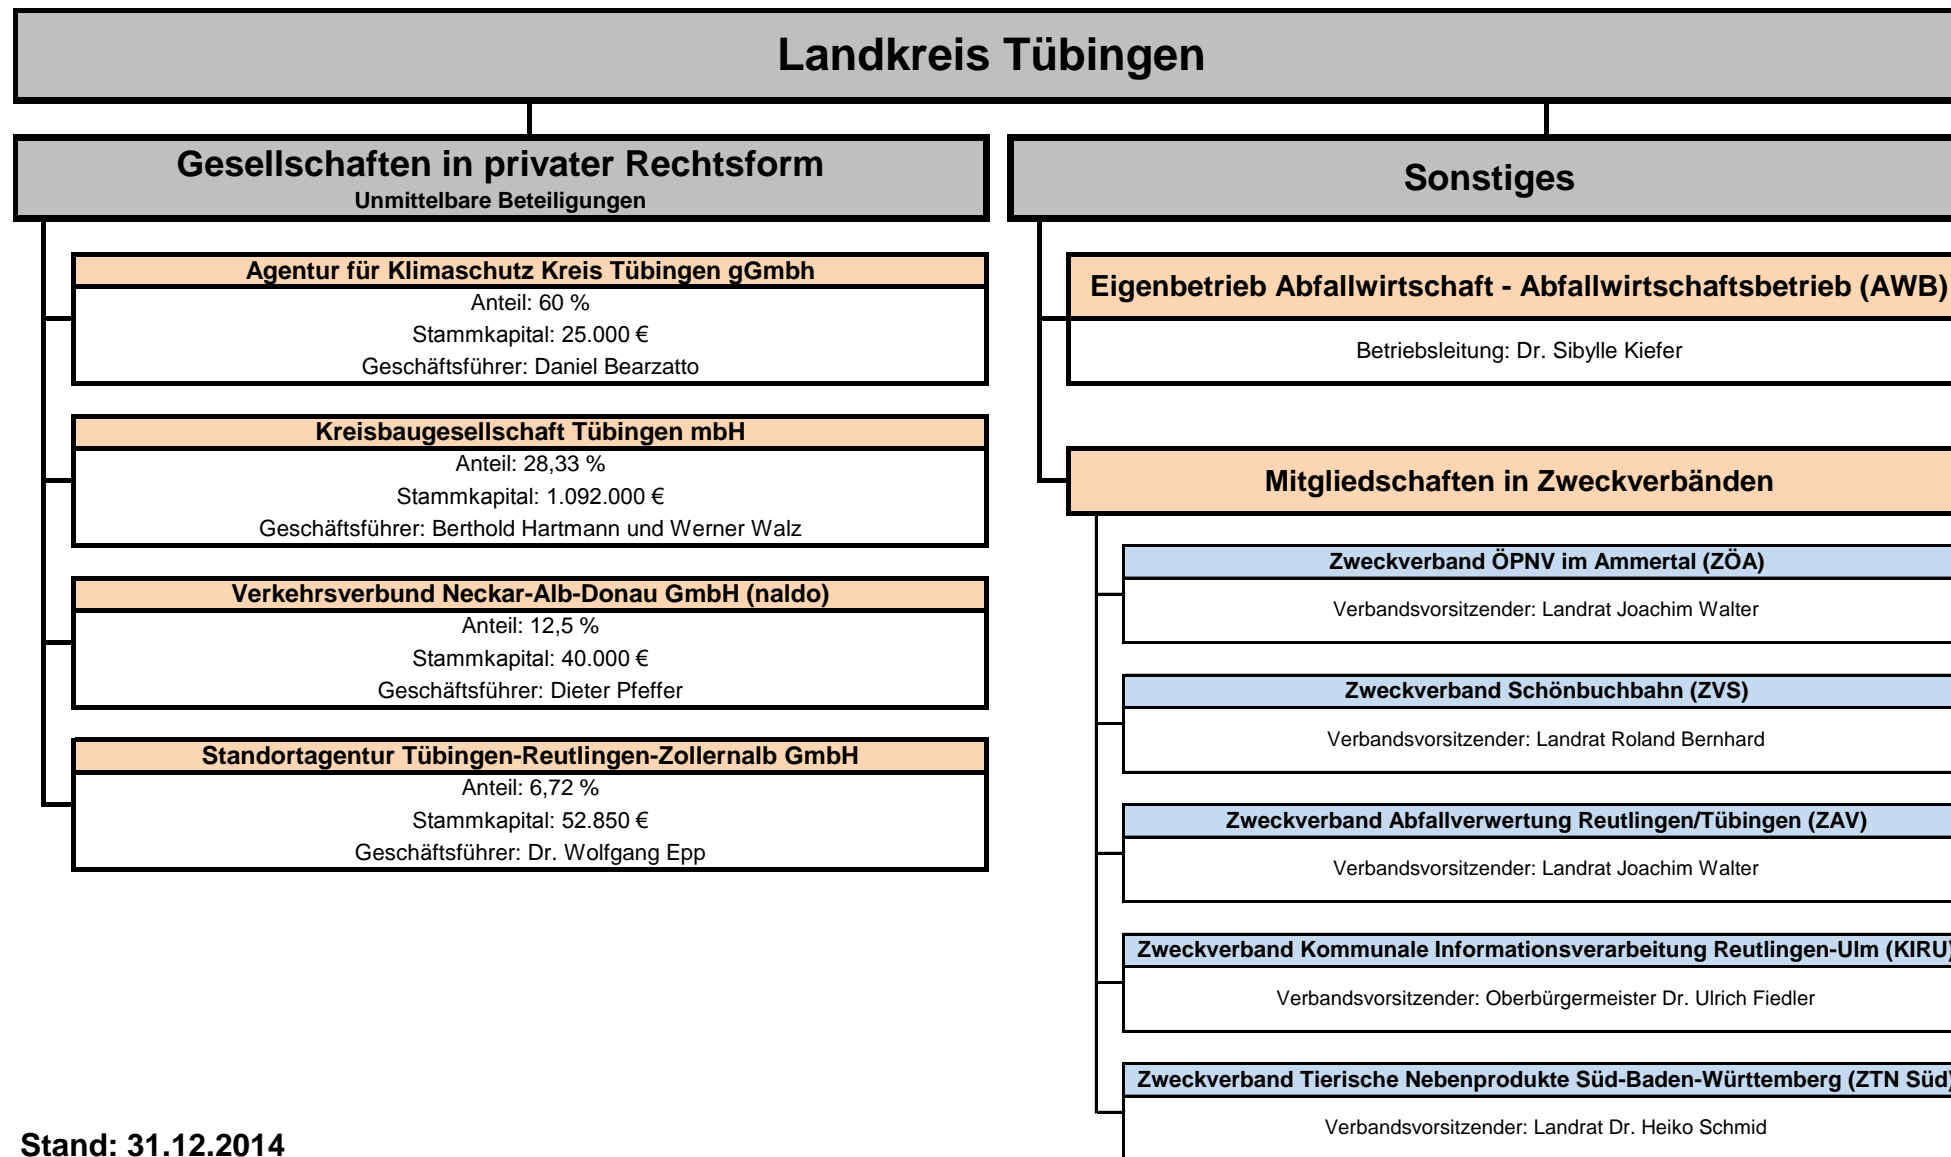 Landkreis Tübingen
Gesellschaften in privater Rechtsform
Unmittelbare Beteiligungen
Agentur für Klimaschutz Kreis Tübingen gGmbh
Anteil: 60 %
Stammkapital: 25.000 €
Geschäftsführer: Daniel Bearzatto
Kreisbaugesellschaft Tübingen mbH
Anteil: 28,33 %
Stammkapital: 1.092.000 €
Geschäftsführer: Berthold Hartmann und Werner Walz
Verkehrsverbund Neckar-Alb-Donau GmbH (naldo)
Anteil: 12,5 %
Stammkapital: 40.000 €
Geschäftsführer: Dieter Pfeffer
Standortagentur Tübingen-Reutlingen-Zollernalb GmbH
Anteil: 6,72 %
Stammkapital: 52.850 €
Geschäftsführer: Dr. Wolfgang Epp
Sonstiges
Eigenbetrieb Abfallwirtschaft - Abfallwirtschaftsbetrieb (AWB)
Betriebsleitung: Dr. Sibylle Kiefer
Mitgliedschaften in Zweckverbänden
Zweckverband ÖPNV im Ammertal (ZÖA)
Verbandsvorsitzender: Landrat Joachim Walter
Zweckverband Schönbuchbahn (ZVS)
Verbandsvorsitzender: Landrat Roland Bernhard
Zweckverband Abfallverwertung Reutlingen/Tübingen (ZAV)
Verbandsvorsitzender: Landrat Joachim Walter
Zweckverband Kommunale Informationsverarbeitung Reutlingen-Ulm (KIRU)
Verbandsvorsitzender: Oberbürgermeister Dr. Ulrich Fiedler
Zweckverband Tierische Nebenprodukte Süd-Baden-Württemberg (ZTN Süd)
Verbandsvorsitzender: Landrat Dr. Heiko Schmid
Stand: 31.12.2014